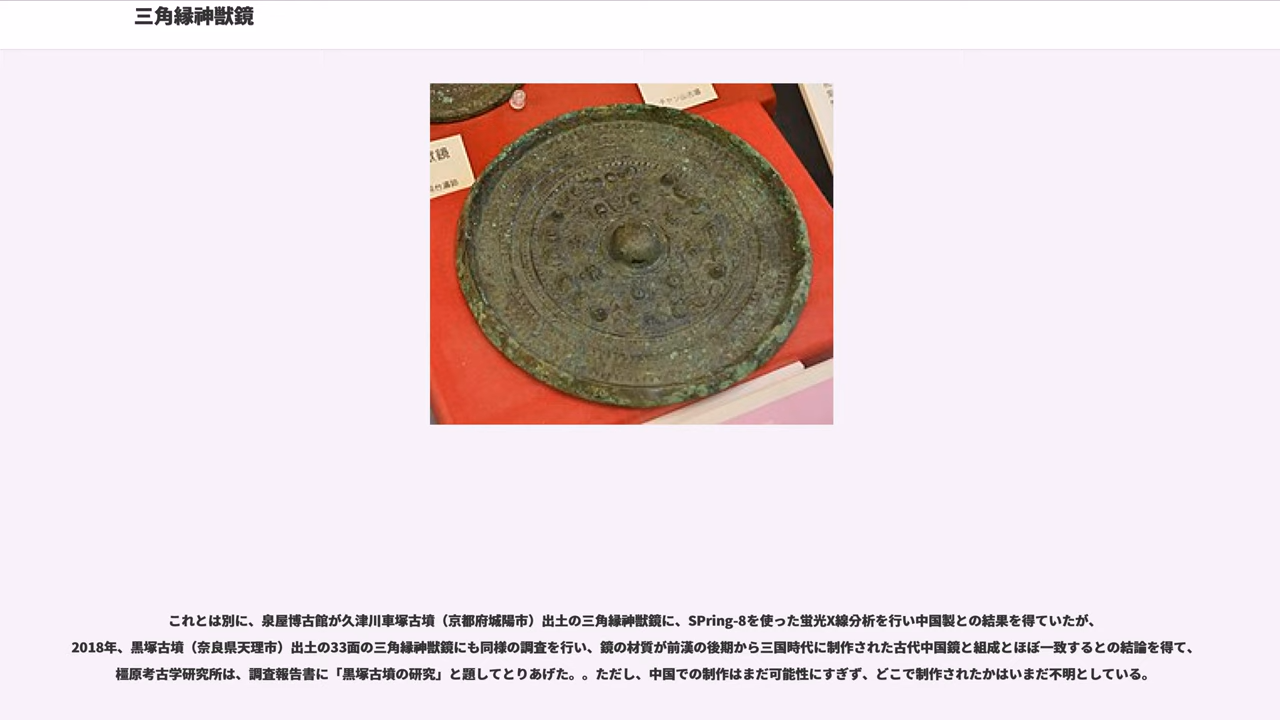 三角縁神獣鏡
チャン山古墳
獣鏡
これとは別に、泉屋博古館が久津川車塚古墳（京都府城陽市）出土の三角縁神獣鏡に、SPring-8を使った蛍光X線分析を行い中国製との結果を得ていたが、
2018年、黒塚古墳（奈良県天理市）出土の33面の三角縁神獣鏡にも同様の調査を行い、鏡の材質が前漢の後期から三国時代に制作された古代中国鏡と組成とほぼ一致するとの結論を得て、
橿原考古学研究所は、調査報告書に「黒塚古墳の研究」と題してとりあげた。。ただし、中国での制作はまだ可能性にすぎず、どこで制作されたかはいまだ不明としている。